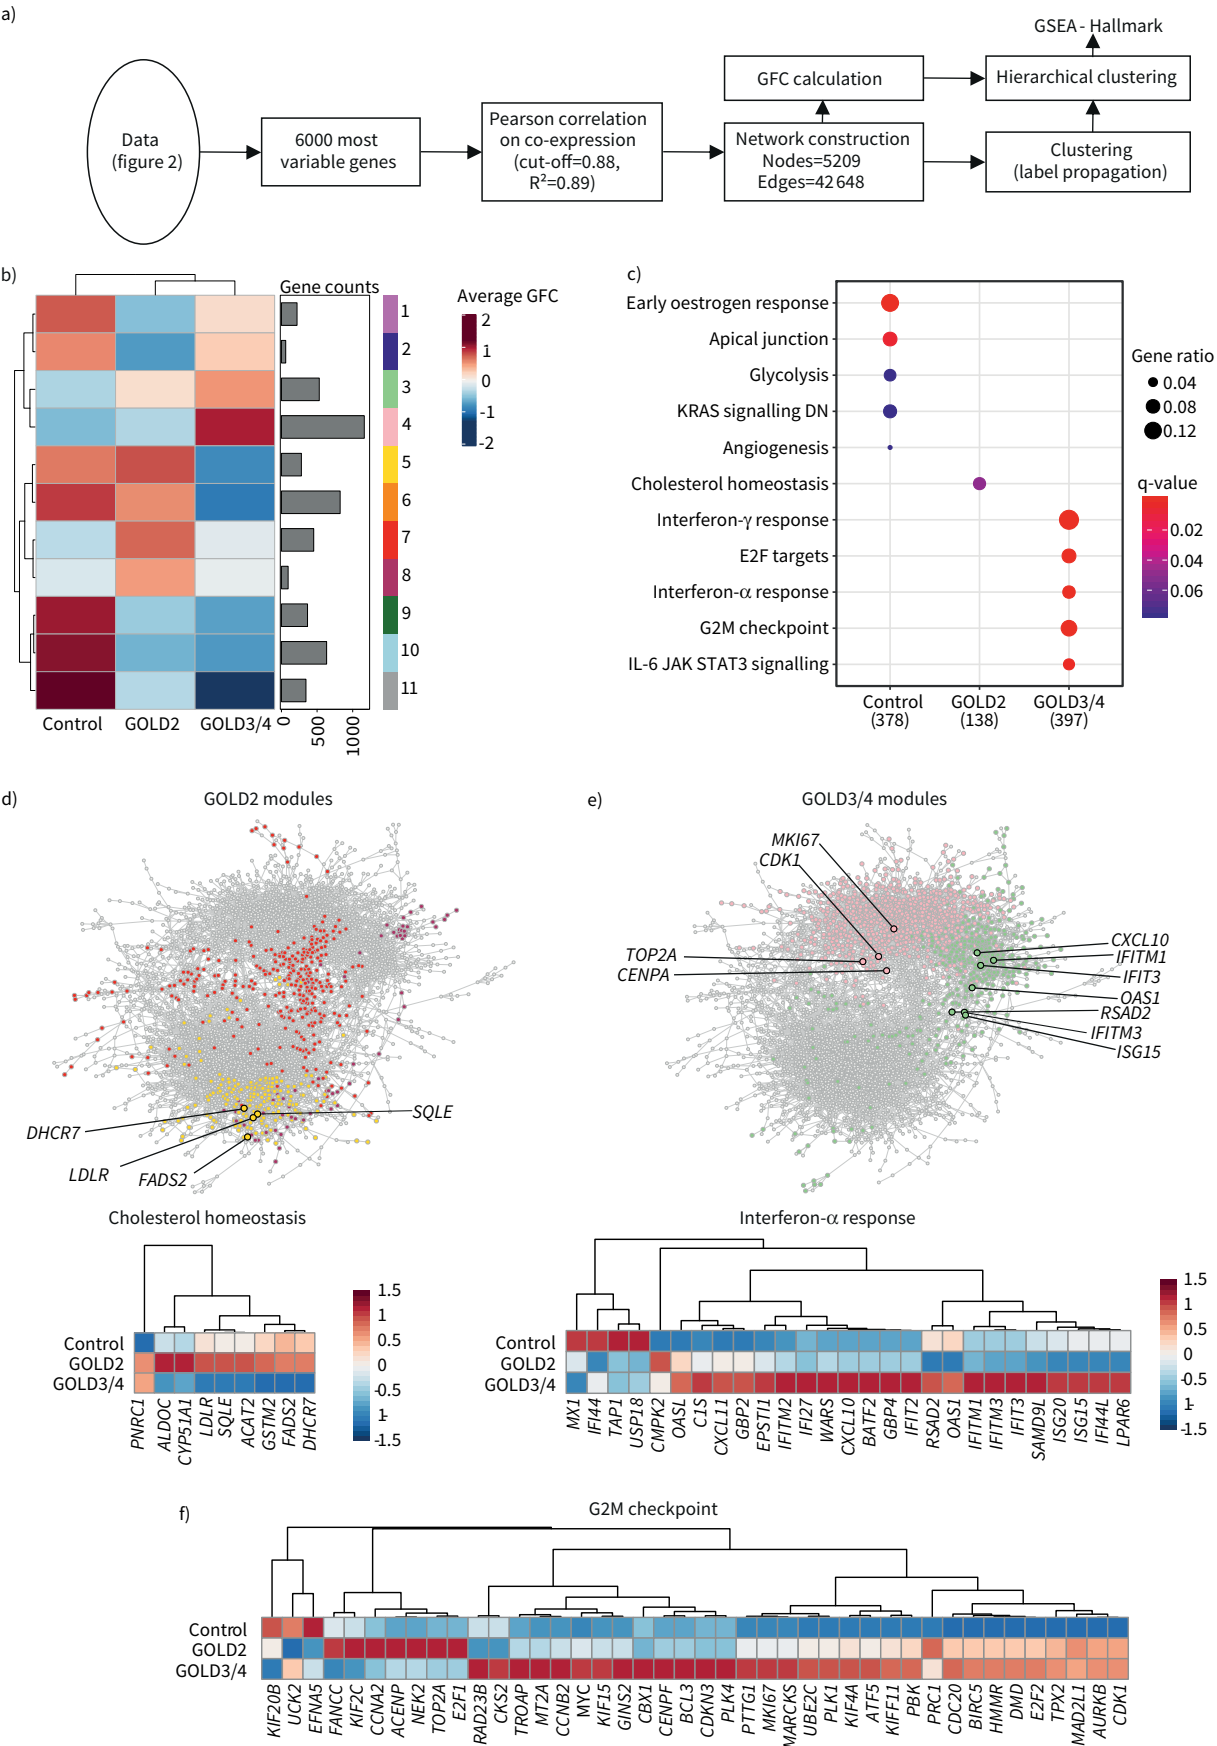 a)
GSEA - Hallmark
Data
(figure 2)
6000 most
variable genes
Pearson correlation
on co-expression
(cut-off=0.88,
R²=0.89)
GFC calculation
Network construction
Nodes=5209
Edges=42 648
Hierarchical clustering
Clustering
(label propagation)
b)
Gene counts
1
2
3
4
5
6
7
8
9
10
11
Control
GOLD2
GOLD3/4
0
500
1000
Average GFC
2
1
0
-1
-2
c)
Early oestrogen response
Apical junction
Glycolysis
KRAS signalling DN
Angiogenesis
Cholesterol homeostasis
Interferon-γ response
E2F targets
Interferon-α response
G2M checkpoint
IL-6 JAK STAT3 signalling
Control
(378)
GOLD2
(138)
GOLD3/4
(397)
Gene ratio
0.04
0.08
0.12
q-value
0.02
0.04
0.06
d)
GOLD2 modules
DHCR7
LDLR
FADS2
SQLE
Cholesterol homeostasis
Control
GOLD2
GOLD3/4
PNRC1
ALDOC
CYP51A1
LDLR
SQLE
ACAT2
GSTM2
FADS2
DHCR7
1.5
1
0.5
0
-0.5
1
-1.5
e)
GOLD3/4 modules
MKI67
CDK1
TOP2A
CENPA
CXCL10
IFITM1
IFIT3
OAS1
RSAD2
IFITM3
ISG15
Interferon-α response
Control
GOLD2
GOLD3/4
MX1
IFI44
TAP1
USP18
CMPK2
OASL
C1S
CXCL11
GBP2
EPSTI1
IFITM2
IFI27
WARS
CXCL10
BATF2
GBP4
IFIT2
RSAD2
OAS1
IFITM1
IFITM3
IFIT3
SAMD9L
ISG20
ISG15
IFI44L
LPAR6
1.5
1
0.5
0
-0.5
1
-1.5
f)
G2M checkpoint
Control
GOLD2
GOLD3/4
KIF20B
UCK2
EFNA5
FANCC
KIF2C
CCNA2
ACENP
NEK2
TOP2A
E2F1
RAD23B
CKS2
TROAP
MT2A
CCNB2
MYC
KIF15
GINS2
CBX1
CENPF
BCL3
CDKN3
PLK4
PTTG1
MKI67
MARCKS
UBE2C
PLK1
KIF4A
ATF5
KIFF11
PBK
PRC1
CDC20
BIRC5
HMMR
DMD
E2F2
TPX2
MAD2L1
AURKB
CDK1